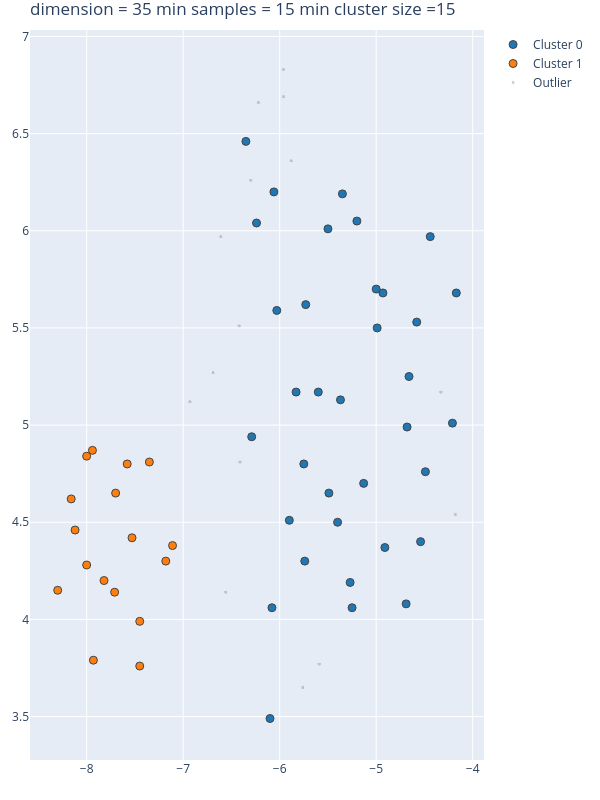 dimension = 35 min samples = 15 min cluster size =15
Cluster 0
Cluster 1
Outlier
7
6.5
6
5.5
5
4.5
4
3.5
−8 −7 −6 −5 −4